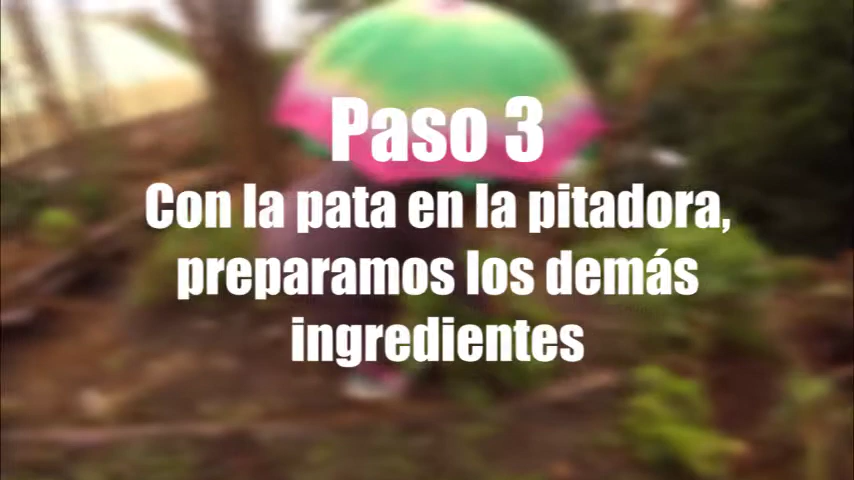 Paso 3
Con la pata en la pitadora,
preparamos los demás
ingredientes